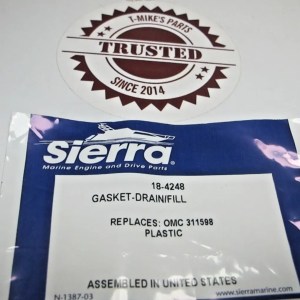 T-MIKE'S PARTS
TRUSTED
SINCE 2014
Sierra
Marine Engine and Drive Parts
18-4248
GASKET-DRAIN/FILL
REPLACES: OMC 311598
PLASTIC
ASSEMBLED IN UNITED STATES
N-1387-03
www.sierramarine.com